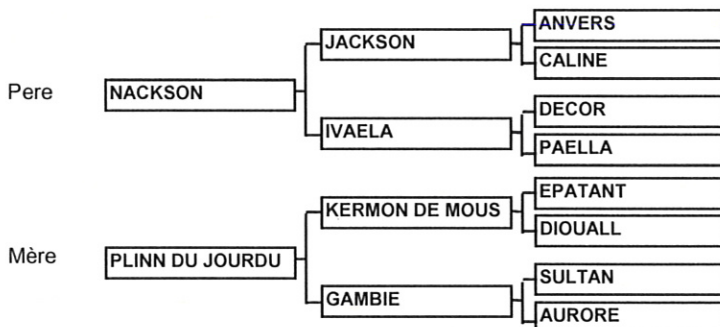 ANVERS
JACKSON
CALINE
Pere
NACKSON
DECOR
IVAELA
PAELLA
EPATANT
KERMON DE MOUS
DIOUALL
Mère
PLINN DU JOURDU
SULTAN
GAMBIE
AURORE